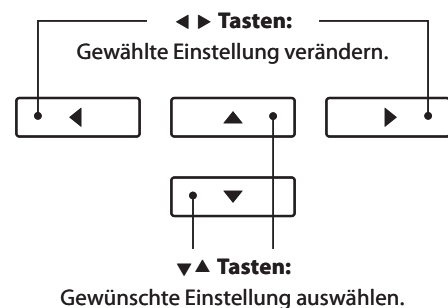 ◀ ▶ Tasten:
Gewählte Einstellung verändern.
◀ ▲ ▶
▼
▼▲ Tasten:
Gewünschte Einstellung auswählen.